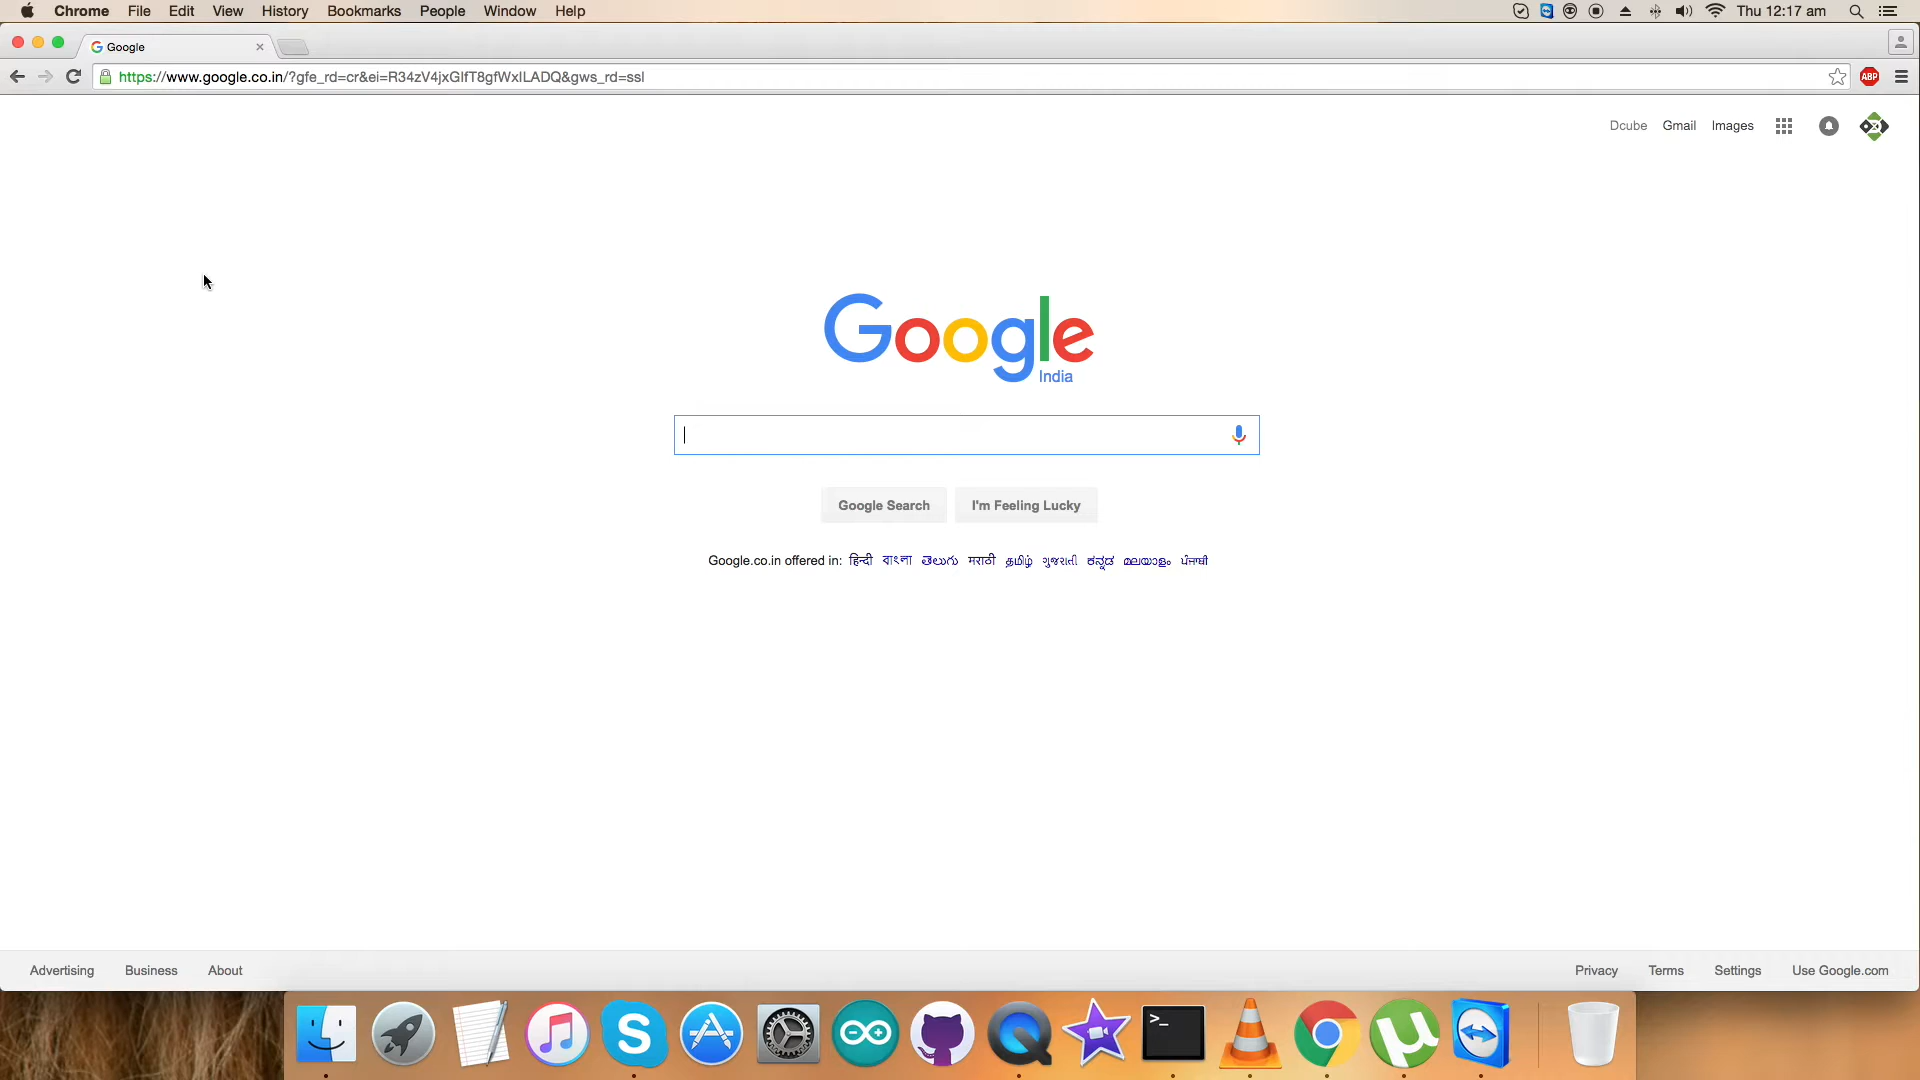 Chrome File Edit View History Bookmarks People Window Help Thu 12:17 am
Google
https://www.google.co.in/?gfe_rd=cr&ei=R34zV4jxGIfT8gfWxILADQ&gws_rd=ssl
ABP
Dcube Gmail Images
Google
India
Google Search I'm Feeling Lucky
Google.co.in offered in: हिन्दी বাংলা తెలుగు मराठी தமிழ் ગુજરાતી ಕನ್ನಡ മലയാളം ਪੰਜਾਬੀ
Advertising Business About Privacy Terms Settings Use Google.com